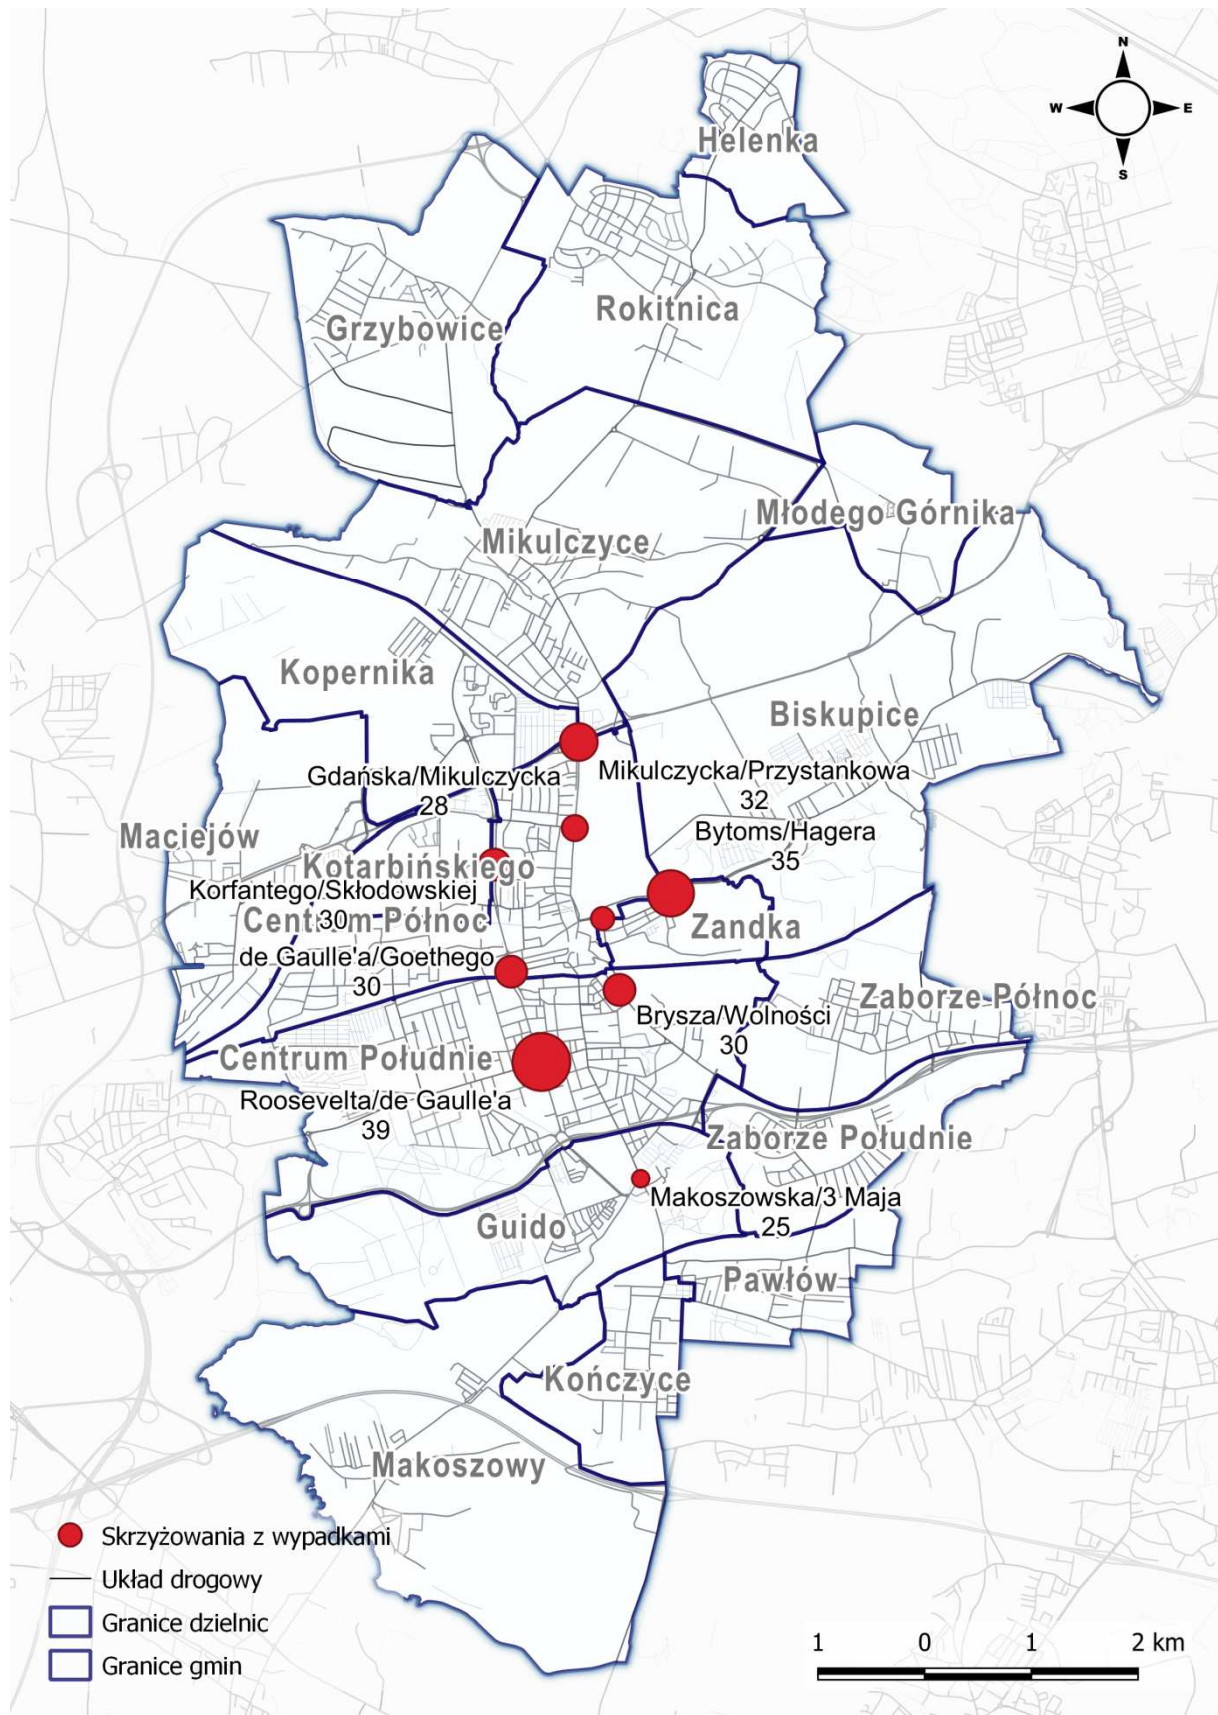 N
W
E
S
Helenka
Rokitnica
Grzybowice
Młodego Górnika
Mikulczyce
Kopernika
Biskupice
Gdańska/Mikulczycka
28
Mikulczycka/Przystankowa
32
Maciejów
Bytoms/Hagera
35
Kotarbińskiego
Korfantego/Skłodowskiej
30
Centrum Północ
Zandka
de Gaulle'a/Goethego
30
Zaborze Północ
Brysza/Wolności
30
Centrum Południe
Roosevelta/de Gaulle'a
39
Zaborze Południe
Makoszowska/3 Maja
25
Guido
Pawłów
Kończyce
Makoszowy
Skrzyżowania z wypadkami
Układ drogowy
Granice dzielnic
Granice gmin
1 0 1 2 km